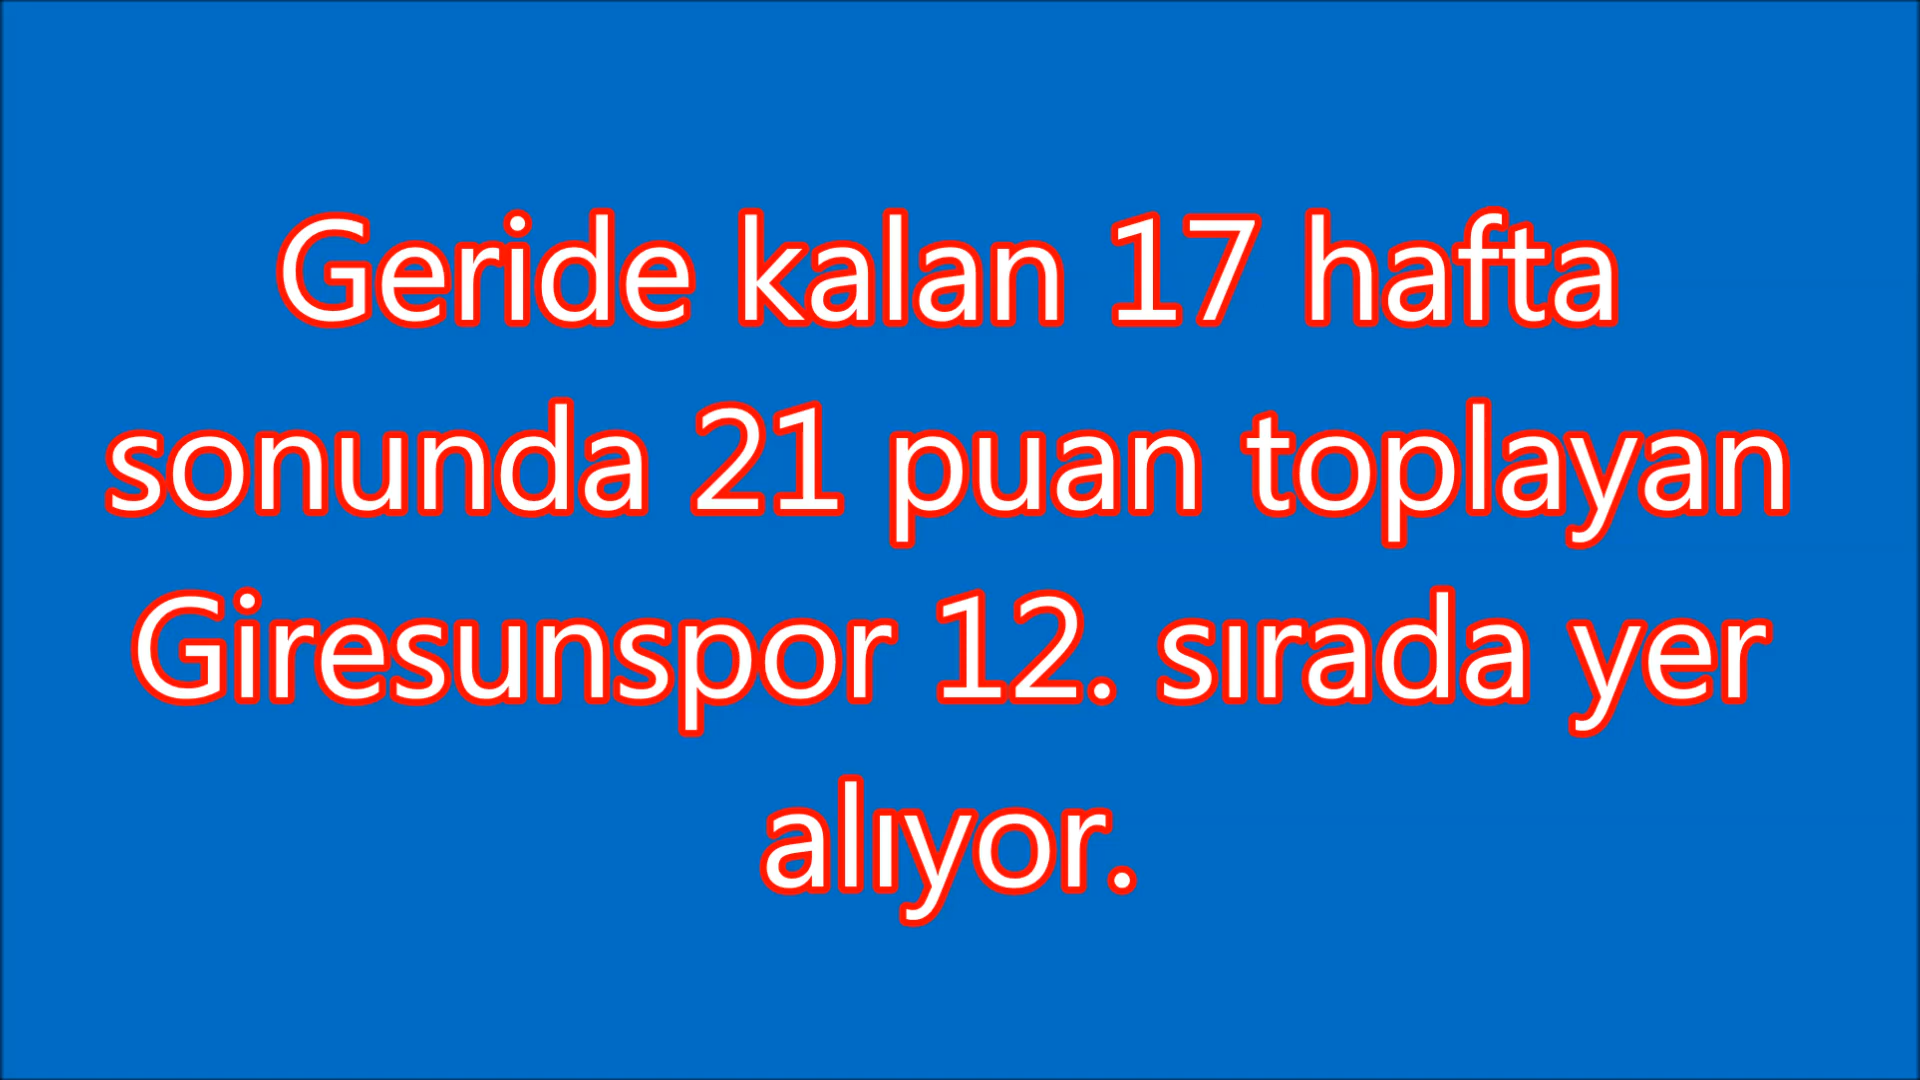 Geride kalan 17 hafta
sonunda 21 puan toplayan
Giresunspor 12. sırada yer
alıyor.